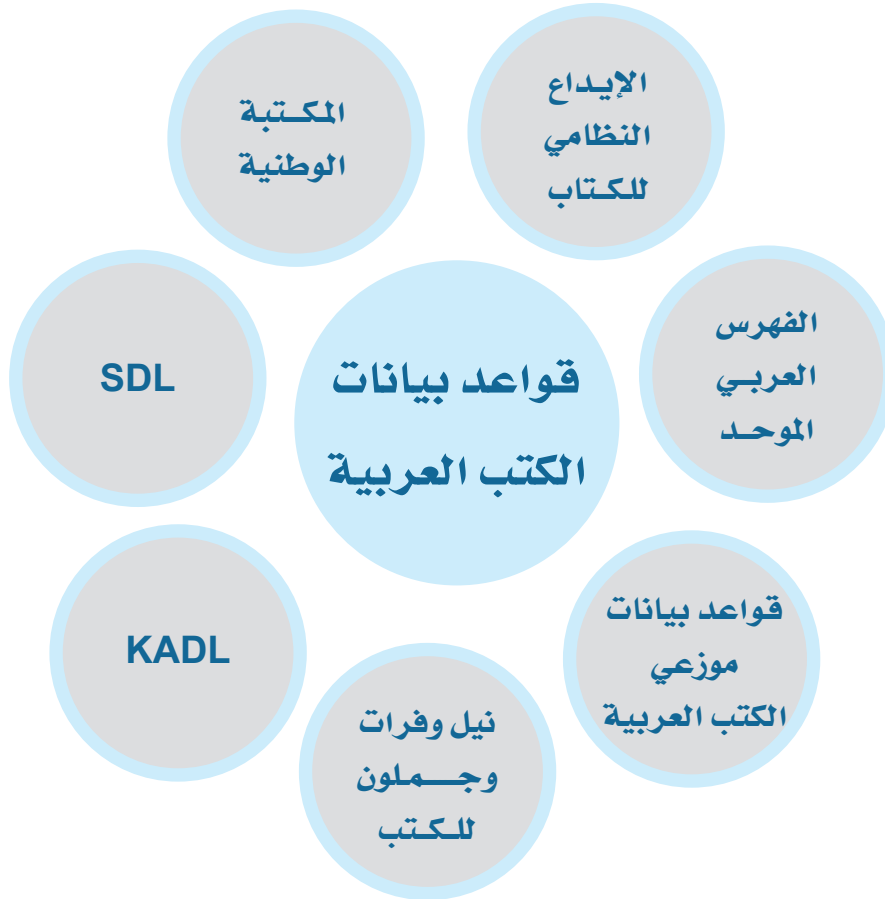 قواعد بيانات
الكتب العربية
الإيداع
النظامي
للكتاب
الفهرس
العربي
الموحد
قواعد بيانات
موزعي
الكتب العربية
نيل وفرات
وجملون
للكتب
KADL
SDL
المكتبة
الوطنية